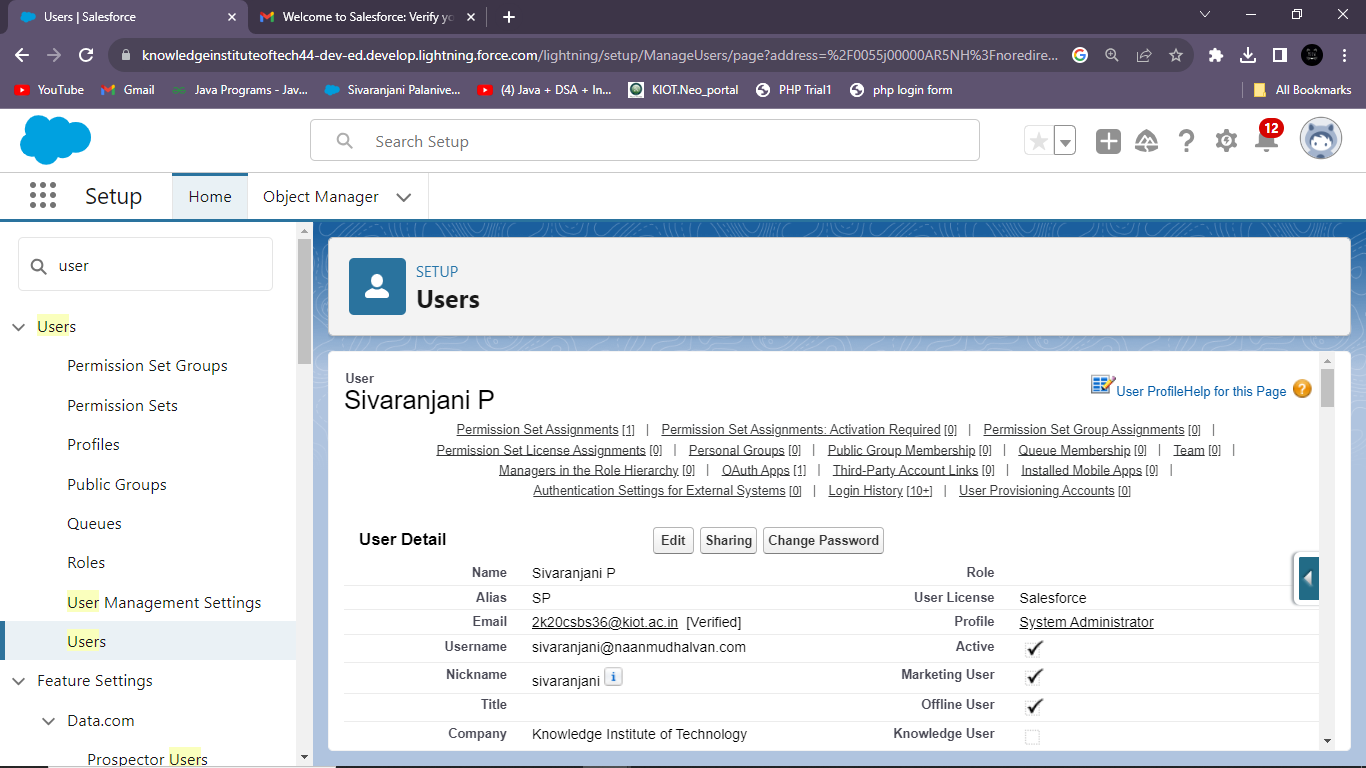 Users | Salesforce
Welcome to Salesforce: Verify yo
knowledgeinstituteoftech44-dev-ed.develop.lightning.force.com/lightning/setup/ManageUsers/page?address=%2F0055j00000AR5NH%3Fnoredire...
YouTube Gmail Java Programs - Jav... Sivaranjani Palanive... (4) Java + DSA + In... KIOT.Neo_portal PHP Trial1 php login form All Bookmarks
Search Setup
12
Setup Home Object Manager
user
Users
Permission Set Groups
Permission Sets
Profiles
Public Groups
Queues
Roles
User Management Settings
Users
Feature Settings
Data.com
Prospector Users
SETUP
Users
User
Sivaranjani P
User Profile Help for this Page
Permission Set Assignments [1] | Permission Set Assignments: Activation Required [0] | Permission Set Group Assignments [0] |
Permission Set License Assignments [0] | Personal Groups [0] | Public Group Membership [0] | Queue Membership [0] | Team [0] |
Managers in the Role Hierarchy [0] | OAuth Apps [1] | Third-Party Account Links [0] | Installed Mobile Apps [0] |
Authentication Settings for External Systems [0] | Login History [10+] | User Provisioning Accounts [0]
User Detail Edit Sharing Change Password
Name Sivaranjani P Role
Alias SP User License Salesforce
Email 2k20csbs36@kiot.ac.in [Verified] Profile System Administrator
Username sivaranjani@naanmudhalvan.com Active
Nickname sivaranjani i Marketing User
Title Offline User
Company Knowledge Institute of Technology Knowledge User